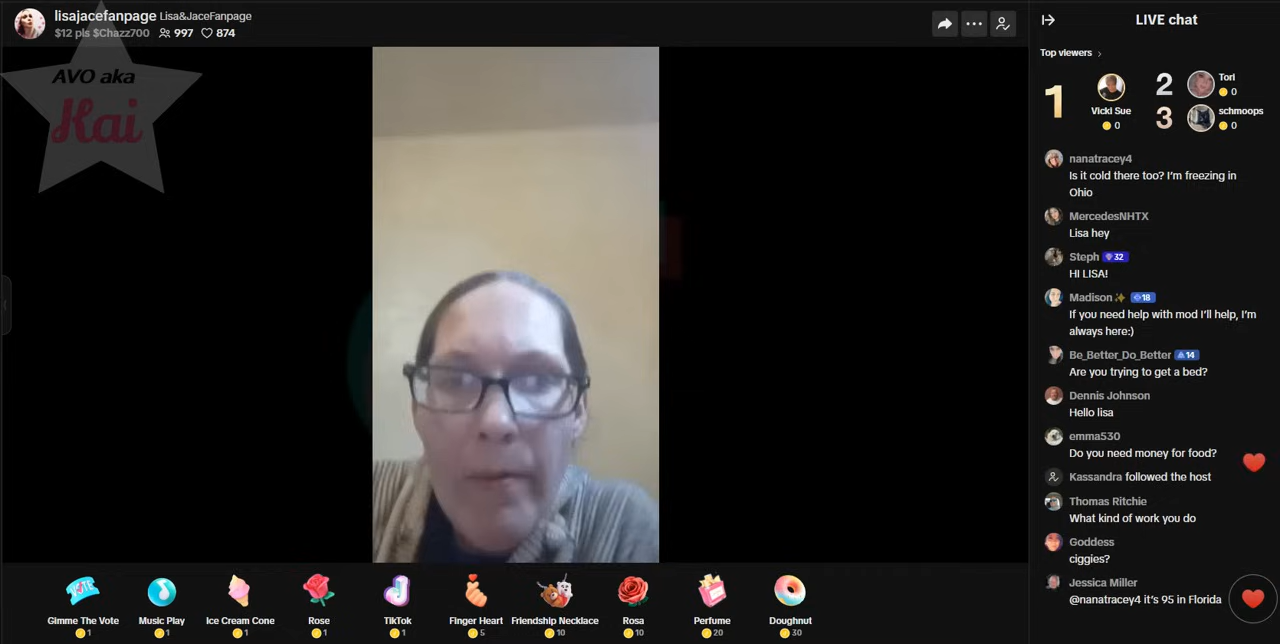 lisajacefanpage Lisa&JaceFanpage
$12 pls $Chazz700 997 874
AVO aka
Kai
LIVE chat
Top viewers >
1
Vicki Sue
0
2
Tori
0
3
schmoops
0
nanatracey4
Is it cold there too? I'm freezing in
Ohio
MercedesNHTX
Lisa hey
Steph 32
HI LISA!
Madison✨ 18
If you need help with mod I'll help, I'm
always here:)
Be_Better_Do_Better 14
Are you trying to get a bed?
Dennis Johnson
Hello lisa
emma530
Do you need money for food?
Kassandra followed the host
Thomas Ritchie
What kind of work you do
Goddess
ciggies?
Jessica Miller
@nanatracey4 it's 95 in Florida
VOTE
Gimme The Vote
1
Music Play
1
Ice Cream Cone
1
Rose
1
TikTok
1
Finger Heart
5
Friendship Necklace
10
Rosa
10
Perfume
20
Doughnut
30